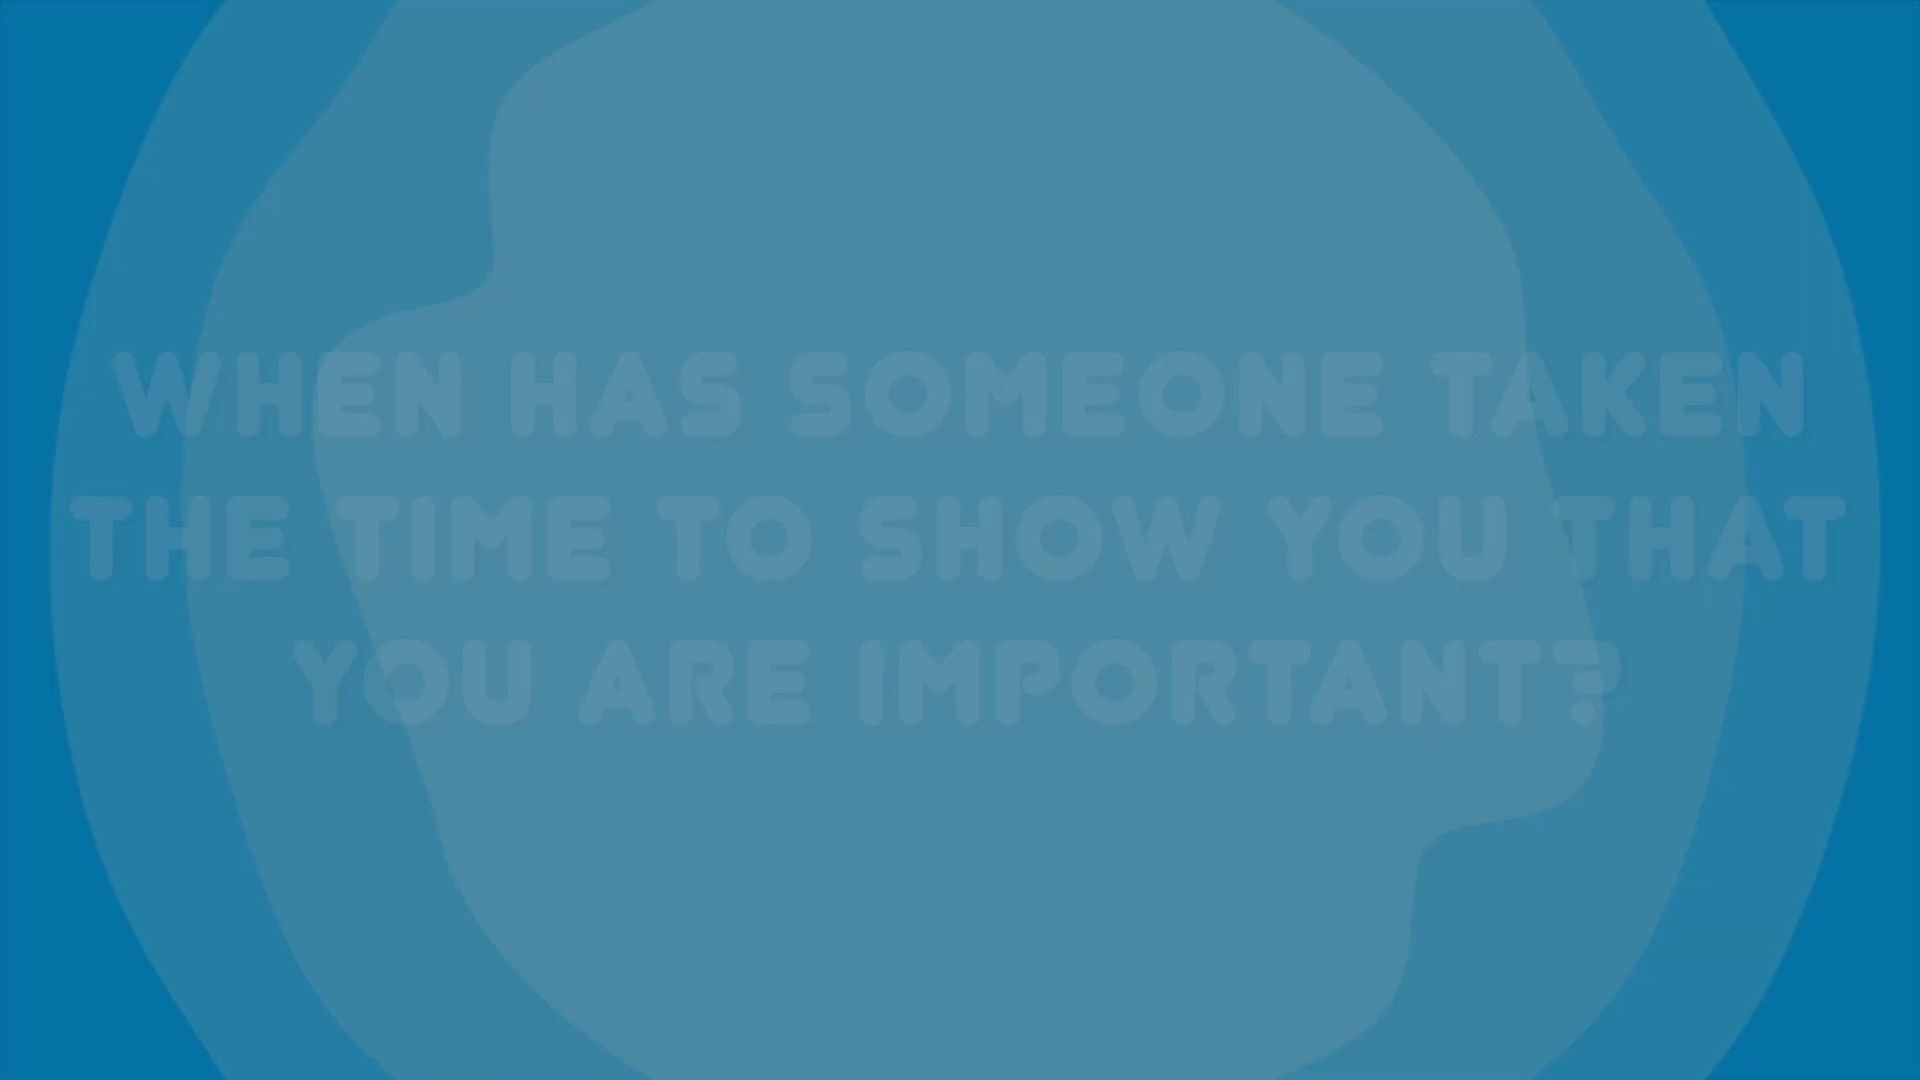 WHEN HAS SOMEONE TAKEN
THE TIME TO SHOW YOU THAT
YOU ARE IMPORTANT?